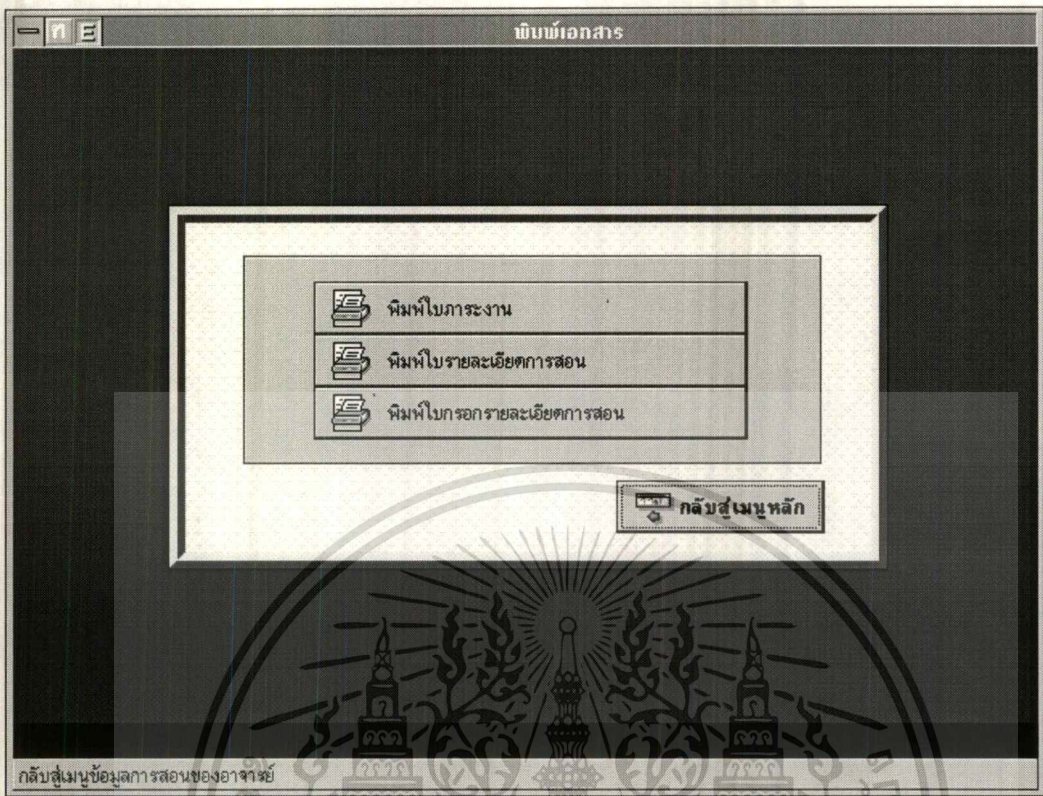 ก E พิมพ์เอกสาร
พิมพ์ใบภาระงาน
พิมพ์ใบรายละเอียดการสอน
พิมพ์ใบกรอกรายละเอียดการสอน
กลับสู่เมนูหลัก
กลับสู่เมนูข้อมูลการสอนของอาจารย์